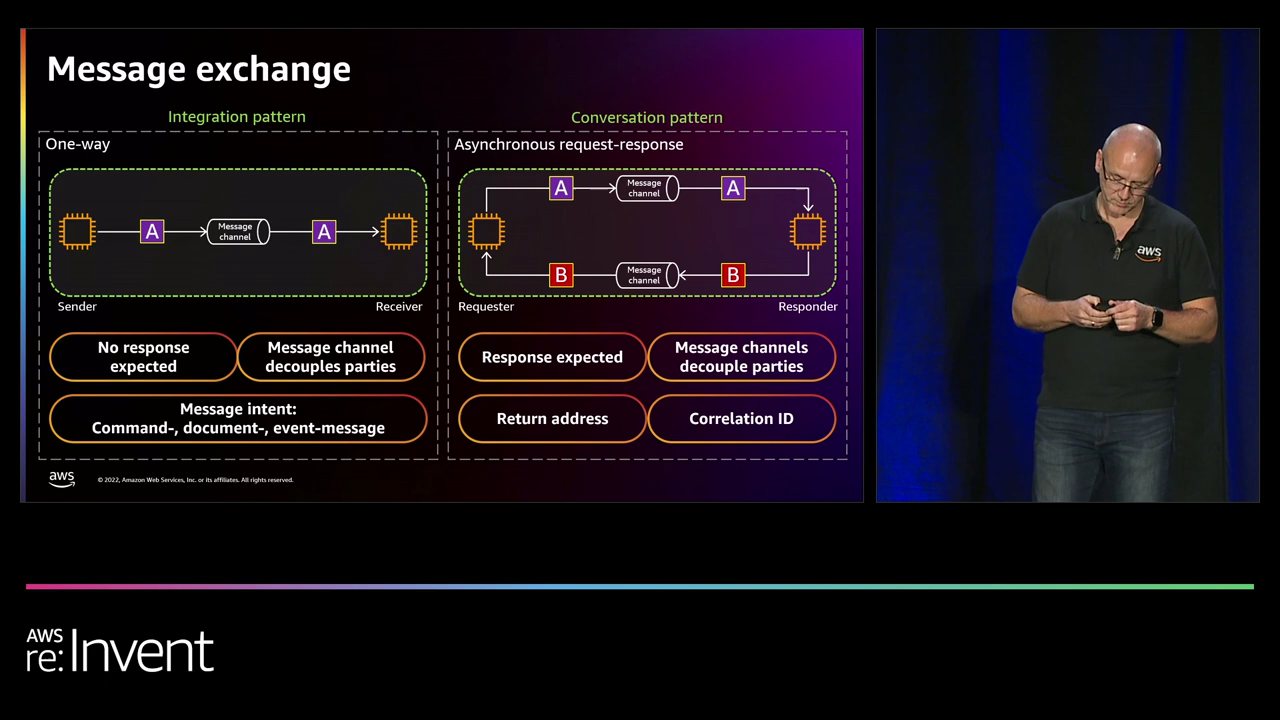 Message exchange
Integration pattern
One-way
A
Message
channel
A
Sender
Receiver
No response
expected
Message channel
decouples parties
Message intent:
Command-, document-, event-message
Conversation pattern
Asynchronous request-response
A
Message
channel
A
B
Message
channel
B
Requester
Responder
Response expected
Message channels
decouple parties
Return address
Correlation ID
aws
© 2022, Amazon Web Services, Inc. or its affiliates. All rights reserved.
aws
AWS
re:Invent